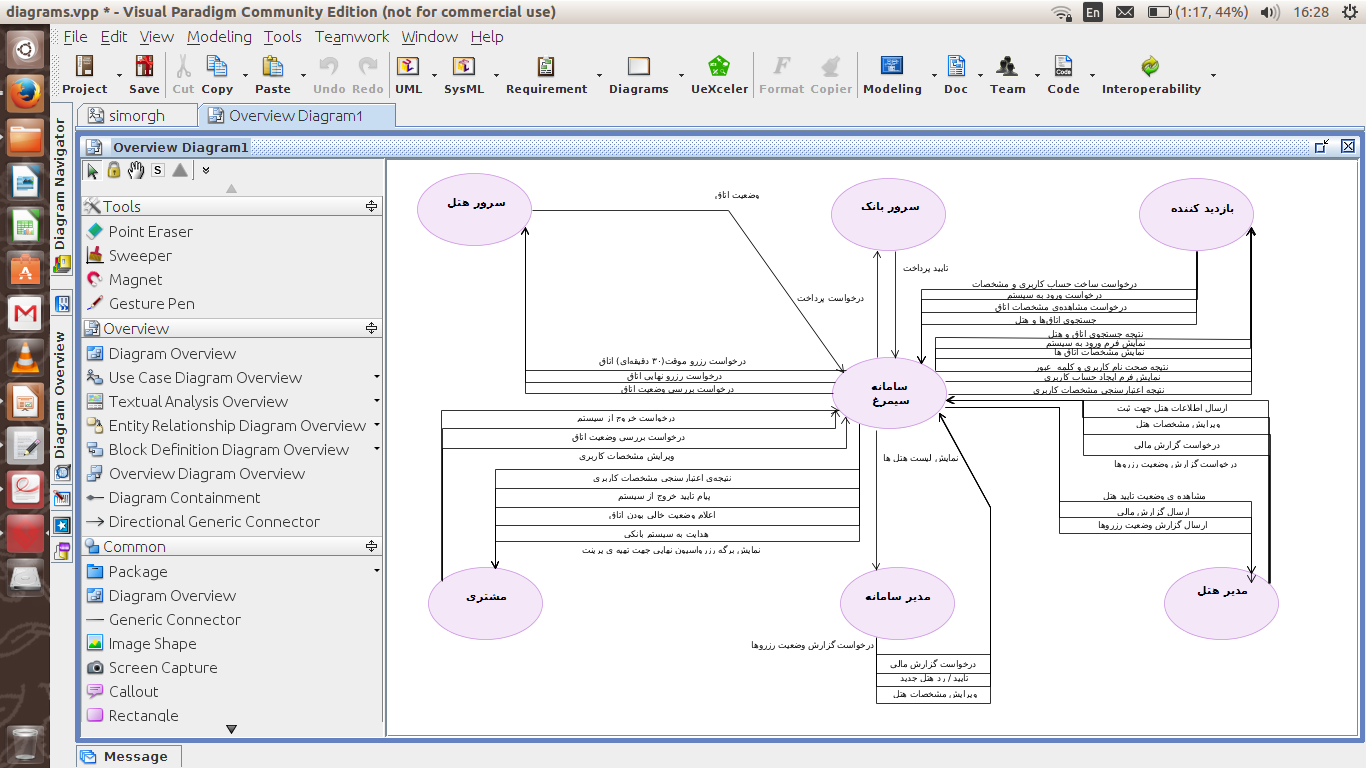 diagrams.vpp * - Visual Paradigm Community Edition (not for commercial use)
En
(1:17, 44%)
16:28
File Edit View Modeling Tools Teamwork Window Help
Project Save Cut Copy Paste Undo Redo UML SysML Requirement Diagrams UeXceler Format Copier Modeling Doc Team Code Interoperability
simorgh
Overview Diagram1
Overview Diagram1
Diagram Navigator
Diagram Overview
S
Tools
Point Eraser
Sweeper
Magnet
Gesture Pen
Overview
Diagram Overview
Use Case Diagram Overview
Textual Analysis Overview
Entity Relationship Diagram Overview
Block Definition Diagram Overview
Overview Diagram Overview
Diagram Containment
Directional Generic Connector
Common
Package
Diagram Overview
Generic Connector
Image Shape
Screen Capture
Callout
Rectangle
Message
سرور هتل
وضعیت اتاق
سرور بانک
بازدید کننده
تایید پرداخت
درخواست پرداخت
درخواست ساخت حساب کاربری و مشخصات
درخواست ورود به سیستم
درخواست مشاهده‌ی مشخصات اتاق
جستجوی اتاق‌ها و هتل
نتیجه جستجوی اتاق و هتل
نمایش فرم ورود به سیستم
نمایش مشخصات اتاق ها
نتیجه صحت نام کاربری و کلمه عبور
نمایش فرم ایجاد حساب کاربری
نتیجه اعتبارسنجی مشخصات کاربری
درخواست رزرو موقت(۳۰ دقیقه‌ای) اتاق
درخواست رزرو نهایی اتاق
درخواست بررسی وضعیت اتاق
سامانه
سیمرغ
درخواست خروج از سیستم
درخواست بررسی وضعیت اتاق
ویرایش مشخصات کاربری
نتیجه‌ی اعتبارسنجی مشخصات کاربری
پیام تایید خروج از سیستم
اعلام وضعیت خالی بودن اتاق
هدایت به سیستم بانکی
نمایش برگه رزرواسیون نهایی جهت تهیه ی پرینت
نمایش لیست هتل ها
ارسال اطلاعات هتل جهت ثبت
ویرایش مشخصات هتل
درخواست گزارش مالی
درخواست گزارش وضعیت رزروها
مشاهده ی وضعیت تایید هتل
ارسال گزارش مالی
ارسال گزارش وضعیت رزروها
مشتری
مدیر سامانه
مدیر هتل
درخواست گزارش وضعیت رزروها
درخواست گزارش مالی
تایید / رد هتل جدید
ویرایش مشخصات هتل